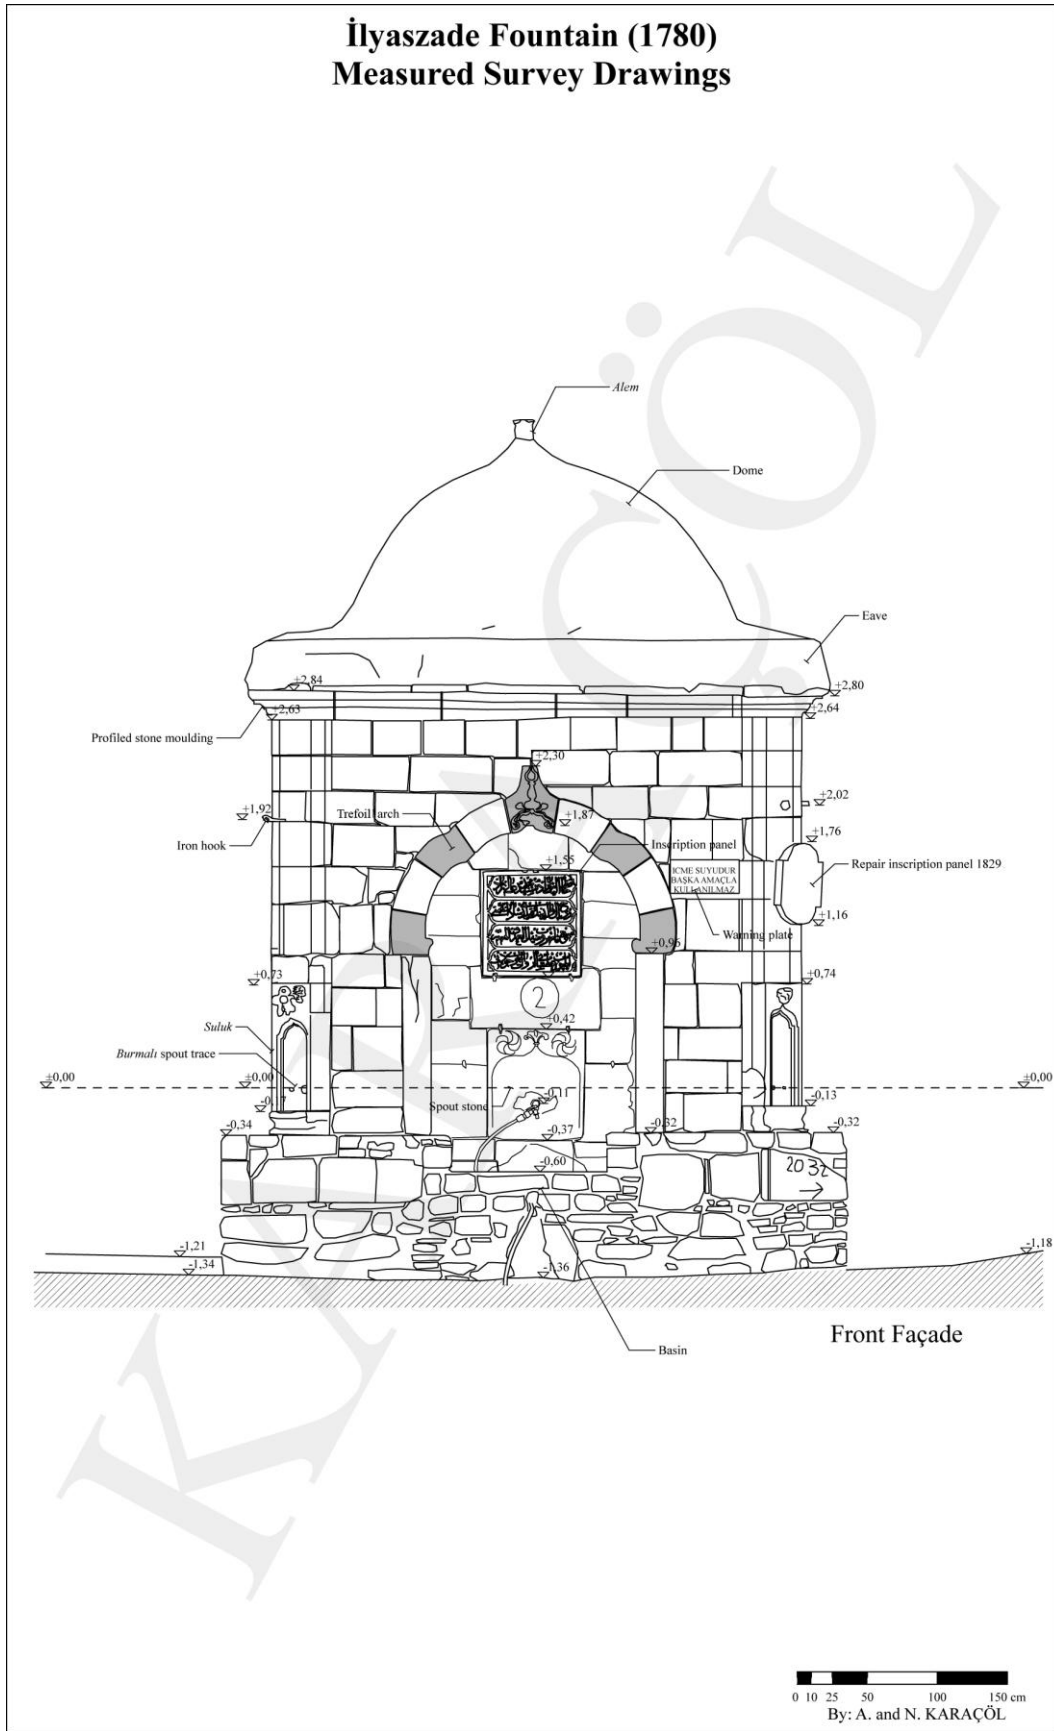 İlyaszade Fountain (1780)
Measured Survey Drawings
KARAÇÖL
Alem
Dome
Eave
+2,84
+2,80
+2,63
+2,64
Profiled stone moulding
+2,30
+1,92
+2,02
Trefoil arch
+1,87
+1,76
Iron hook
Inscription panel
+1,55
Repair inscription panel 1829
ICME SUYUDUR
BAŞKA AMAÇLA
KULLANILMAZ
+1,16
Warning plate
+0,96
+0,73
+0,74
2
+0,42
Suluk
Burmalı spout trace
±0,00
±0,00
±0,00
Spout stone
-0,13
-0,34
-0,37
-0,32
-0,32
-0,60
2032
-1,21
-1,18
-1,34
-1,36
Front Façade
Basin
0 10 25 50 100 150 cm
By: A. and N. KARAÇÖL